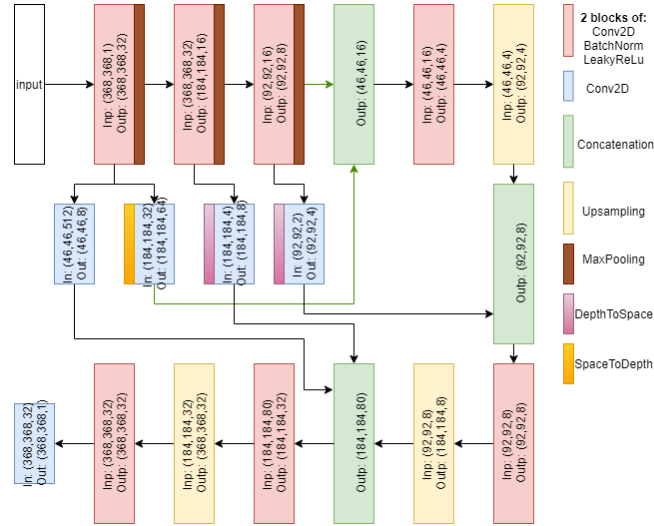 input
Inp: (368,368,1)
Outp: (368,368,32)
Inp: (368,368,32)
Outp: (184,184,16)
Inp: (92,92,16)
Outp: (92,92,8)
Outp: (46,46,16)
Inp: (46,46,16)
Outp: (46,46,4)
Inp: (46,46,4)
Outp: (92,92,4)
2 blocks of:
Conv2D
BatchNorm
LeakyReLu
Conv2D
Concatenation
Upsampling
MaxPooling
DepthToSpace
SpaceToDepth
In: (46,46,512)
Out: (46,46,8)
In: (184,184,32)
Out: (184,184,64)
In: (184,184,4)
Out: (184,184,8)
In: (92,92,2)
Out: (92,92,4)
Outp: (92,92,8)
In: (368,368,32)
Out: (368,368,1)
Inp: (368,368,32)
Outp: (368,368,32)
Inp: (184,184,32)
Outp: (368,368,32)
Inp: (184,184,80)
Outp: (184,184,32)
Outp: (184,184,80)
Inp: (92,92,8)
Outp: (184,184,8)
Inp: (92,92,8)
Outp: (92,92,8)